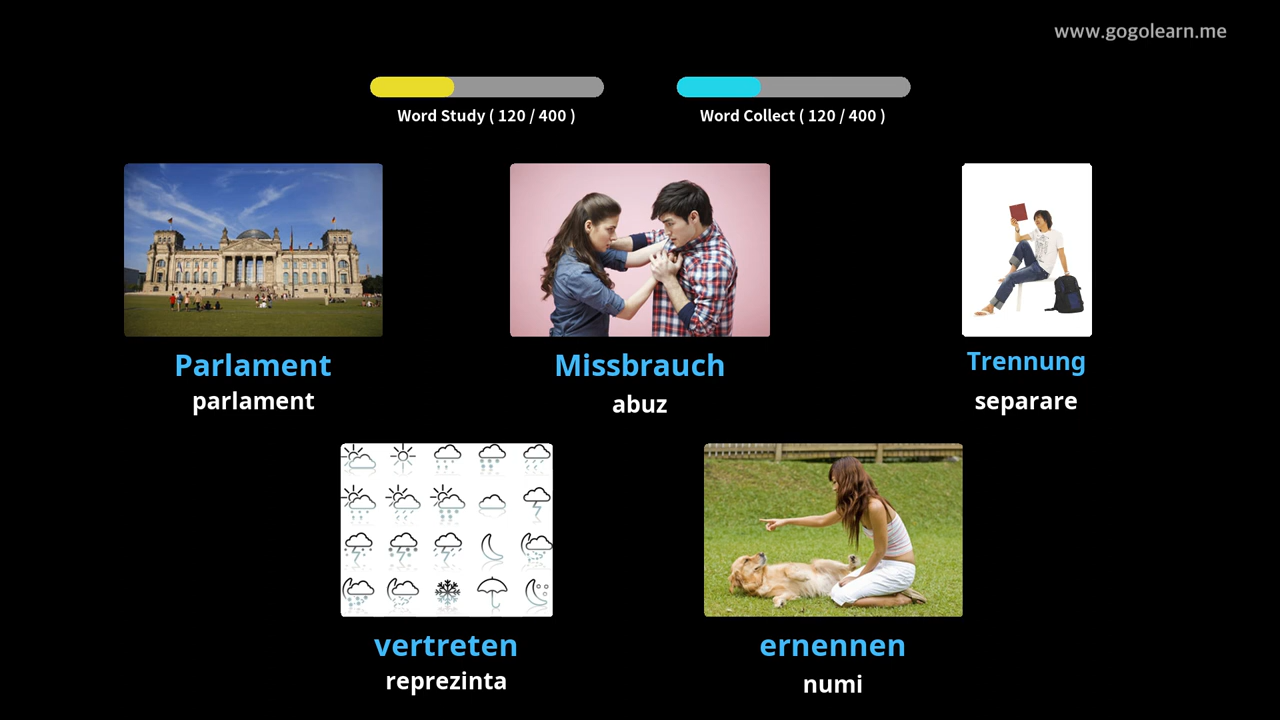 www.gogolearn.me
Word Study ( 120 / 400 )
Word Collect ( 120 / 400 )
Parlament
parlament
Missbrauch
abuz
Trennung
separare
vertreten
reprezinta
ernennen
numi